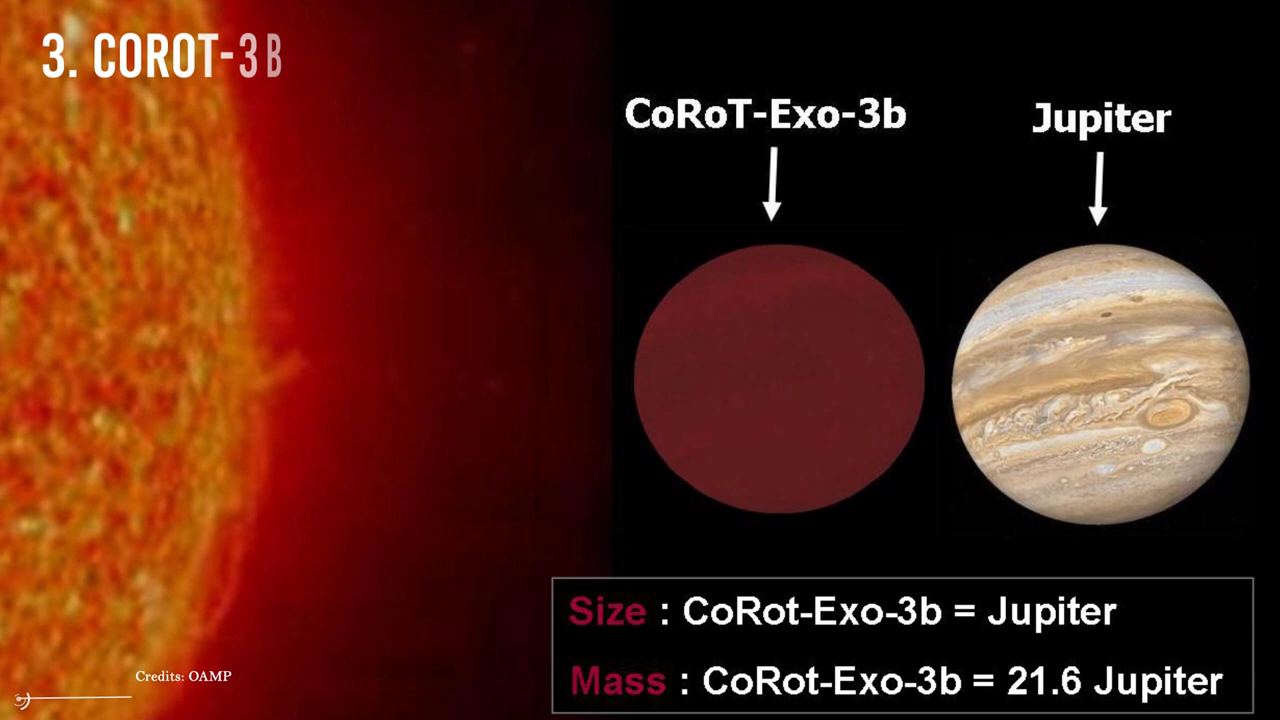 3. COROT-3B
CoRoT-Exo-3b
Jupiter
Size : CoRot-Exo-3b = Jupiter
Mass : CoRot-Exo-3b = 21.6 Jupiter
Credits: OAMP